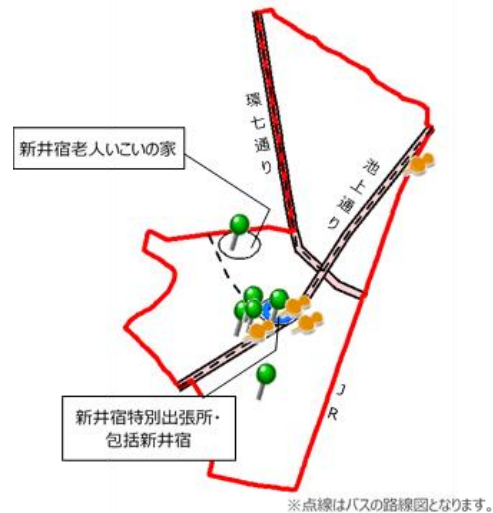 環七通り
池上通り
新井宿老人いこいの家
JR
新井宿特別出張所・
包括新井宿
※点線はバスの路線図となります。